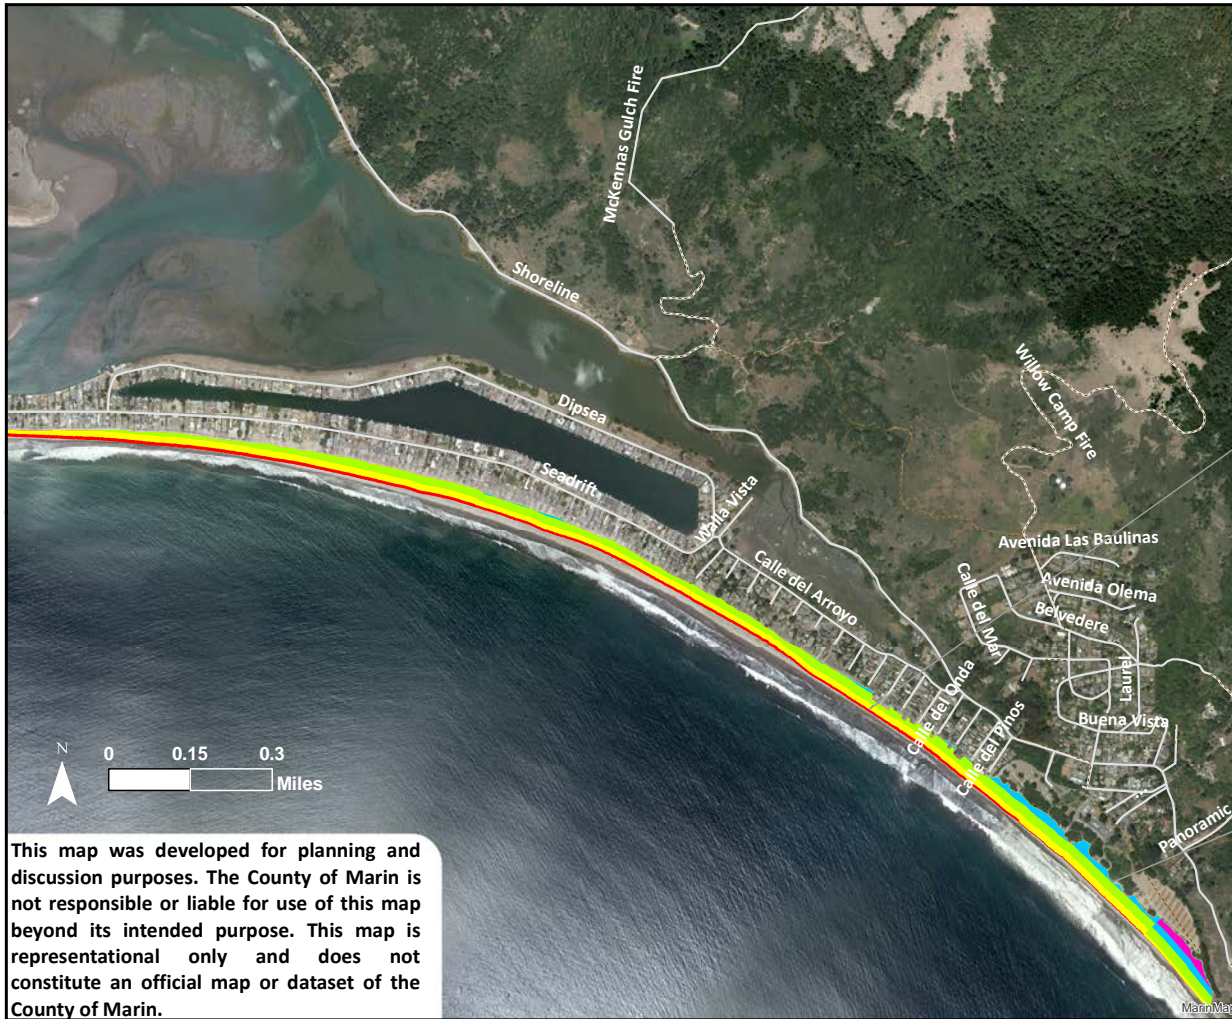 McKennas Gulch Fire
Shoreline
Willow Camp Fire
Dipsea
Seadrift
Walla Vista
Avenida Las Baulinas
Calle del Arroyo
Calle del Mar
Avenida Olema
Belvedere
Laurel
Calle del Onda
Buena Vista
Calle del Pinos
Panoramic
N
0 0.15 0.3
Miles
This map was developed for planning and
discussion purposes. The County of Marin is
not responsible or liable for use of this map
beyond its intended purpose. This map is
representational only and does not
constitute an official map or dataset of the
County of Marin.
MarinMap